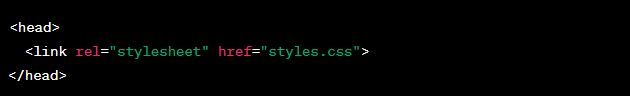 <head>
  <link rel="stylesheet" href="styles.css">
</head>